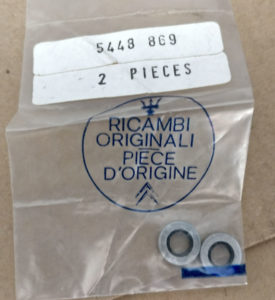 5448 869
2 PIECES
RICAMBI
ORIGINALI
PIECE
D'ORIGINE